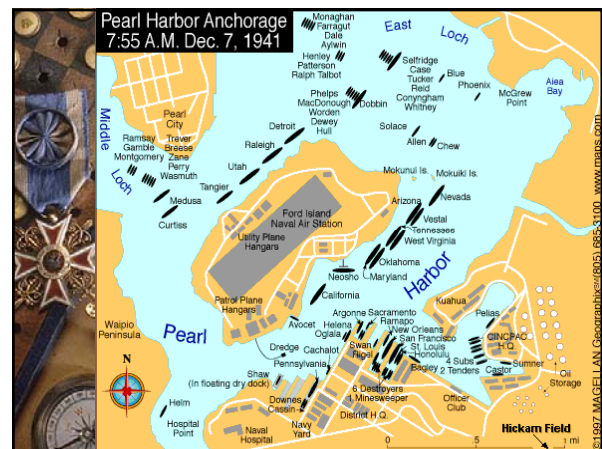 Pearl Harbor Anchorage
7:55 A.M. Dec. 7, 1941
Monaghan
Farragut
Dale
Aylwin
Henley
Patterson
Ralph Talbot
East
Loch
Selfridge
Case
Tucker
Reid
Conyngham
Whitney
Blue
Phoenix
McGrew
Point
Aiea
Bay
Phelps
MacDonough
Worden
Dewey
Hull
Dobbin
Solace
Allen
Chew
Pearl
City
Middle
Loch
Ramsay
Gamble
Montgomery
Trever
Breese
Zane
Perry
Wasmuth
Medusa
Curtiss
Detroit
Raleigh
Utah
Tangier
Mokunui Is.
Mokuiki Is.
Nevada
Arizona
Vestal
Tennessee
West Virginia
Oklahoma
Maryland
Ford Island
Naval Air Station
Utility Plane
Hangars
Neosho
California
Patrol Plane
Hangars
Avocet
Pearl
Harbor
Waipio
Peninsula
Kuahua
Pelias
CINCPAC
H.Q.
4 Subs
2 Tenders
Castor
Sumner
Oil
Storage
Argonne
Sacramento
Helena
Ramapo
Oglala
New Orleans
San Francisco
St. Louis
Honolulu
Swan
Rigel
Bagley
Dredge
Cachalot
Pennsylvania
Shaw
(In floating dry dock)
Downes
Cassin
6 Destroyers
1 Minesweeper
District H.Q.
Officer
Club
Navy
Yard
Naval
Hospital
Helm
Hospital
Point
N
Hickam Field
0
.5
1 mi
©1997 MAGELLAN Geographix℠(805) 685-3100 www.maps.com